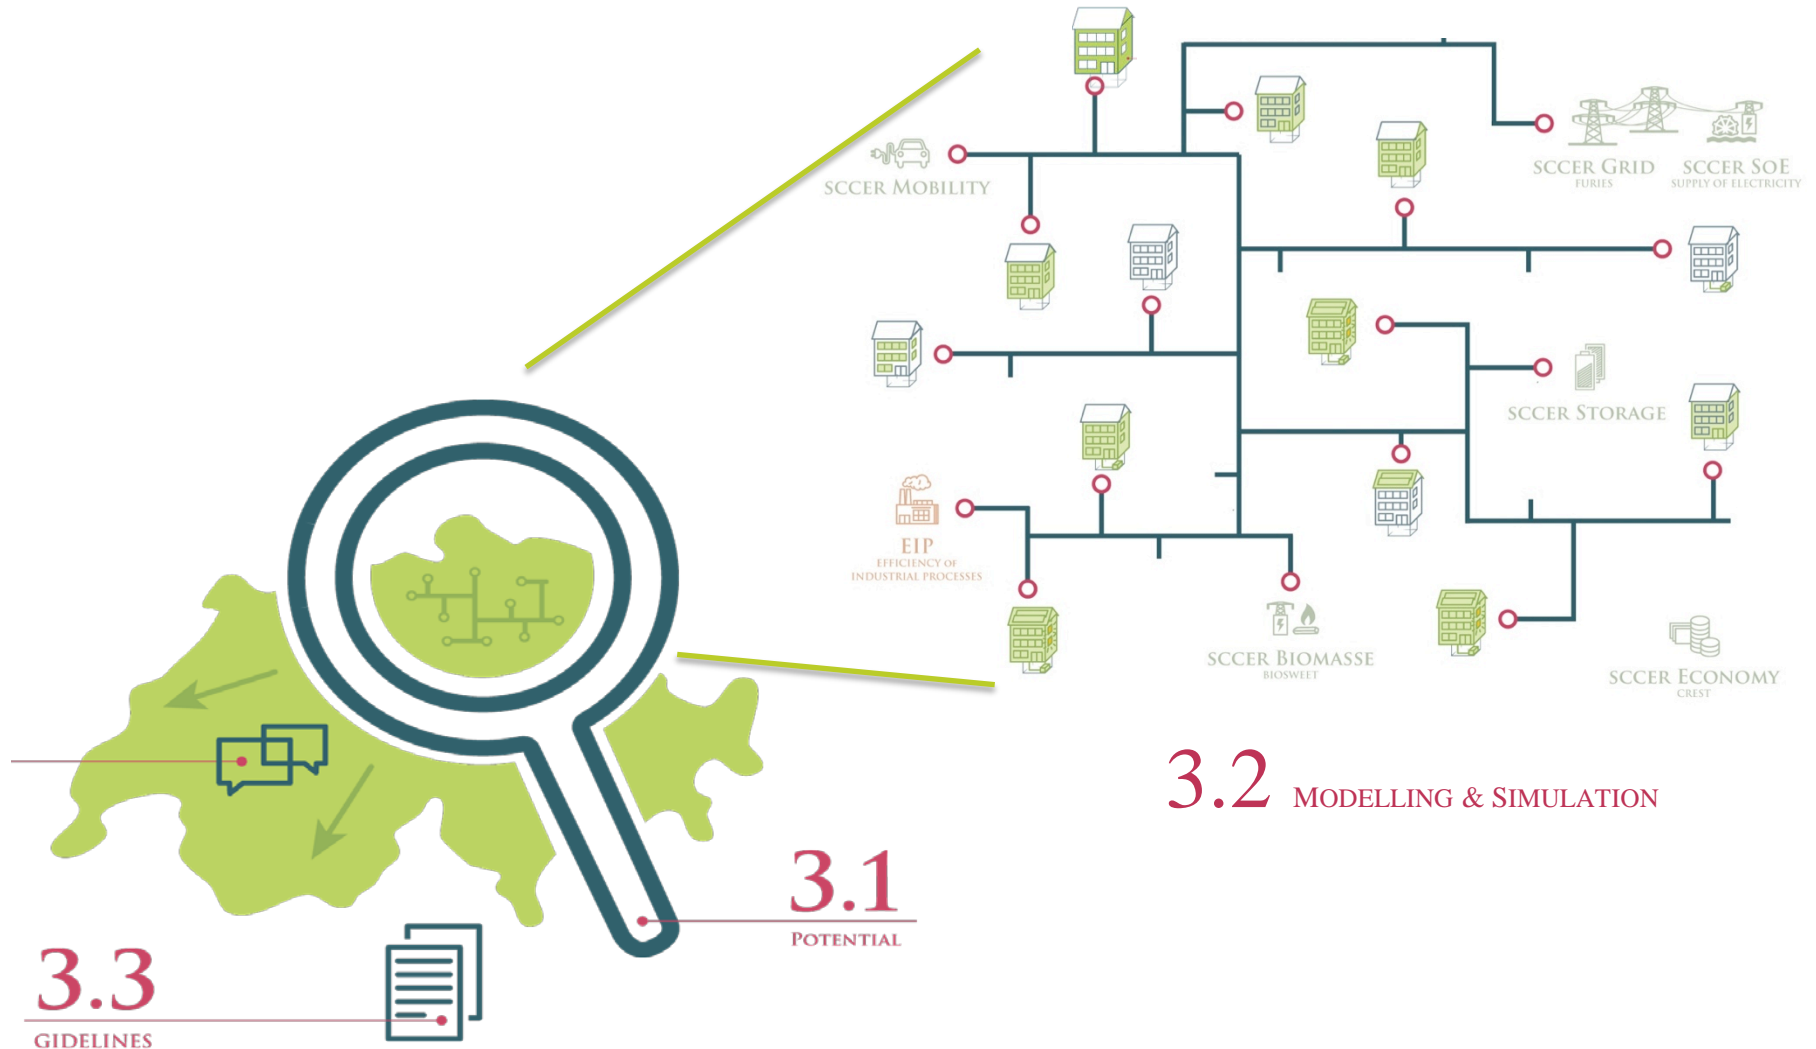 SCCER MOBILITY
SCCER GRID
FURIES
SCCER SOE
SUPPLY OF ELECTRICITY
SCCER STORAGE
EIP
EFFICIENCY OF
INDUSTRIAL PROCESSES
SCCER BIOMASSE
BIOSWEET
SCCER ECONOMY
CREST
3.2 MODELLING & SIMULATION
3.1
POTENTIAL
3.3
GIDELINES